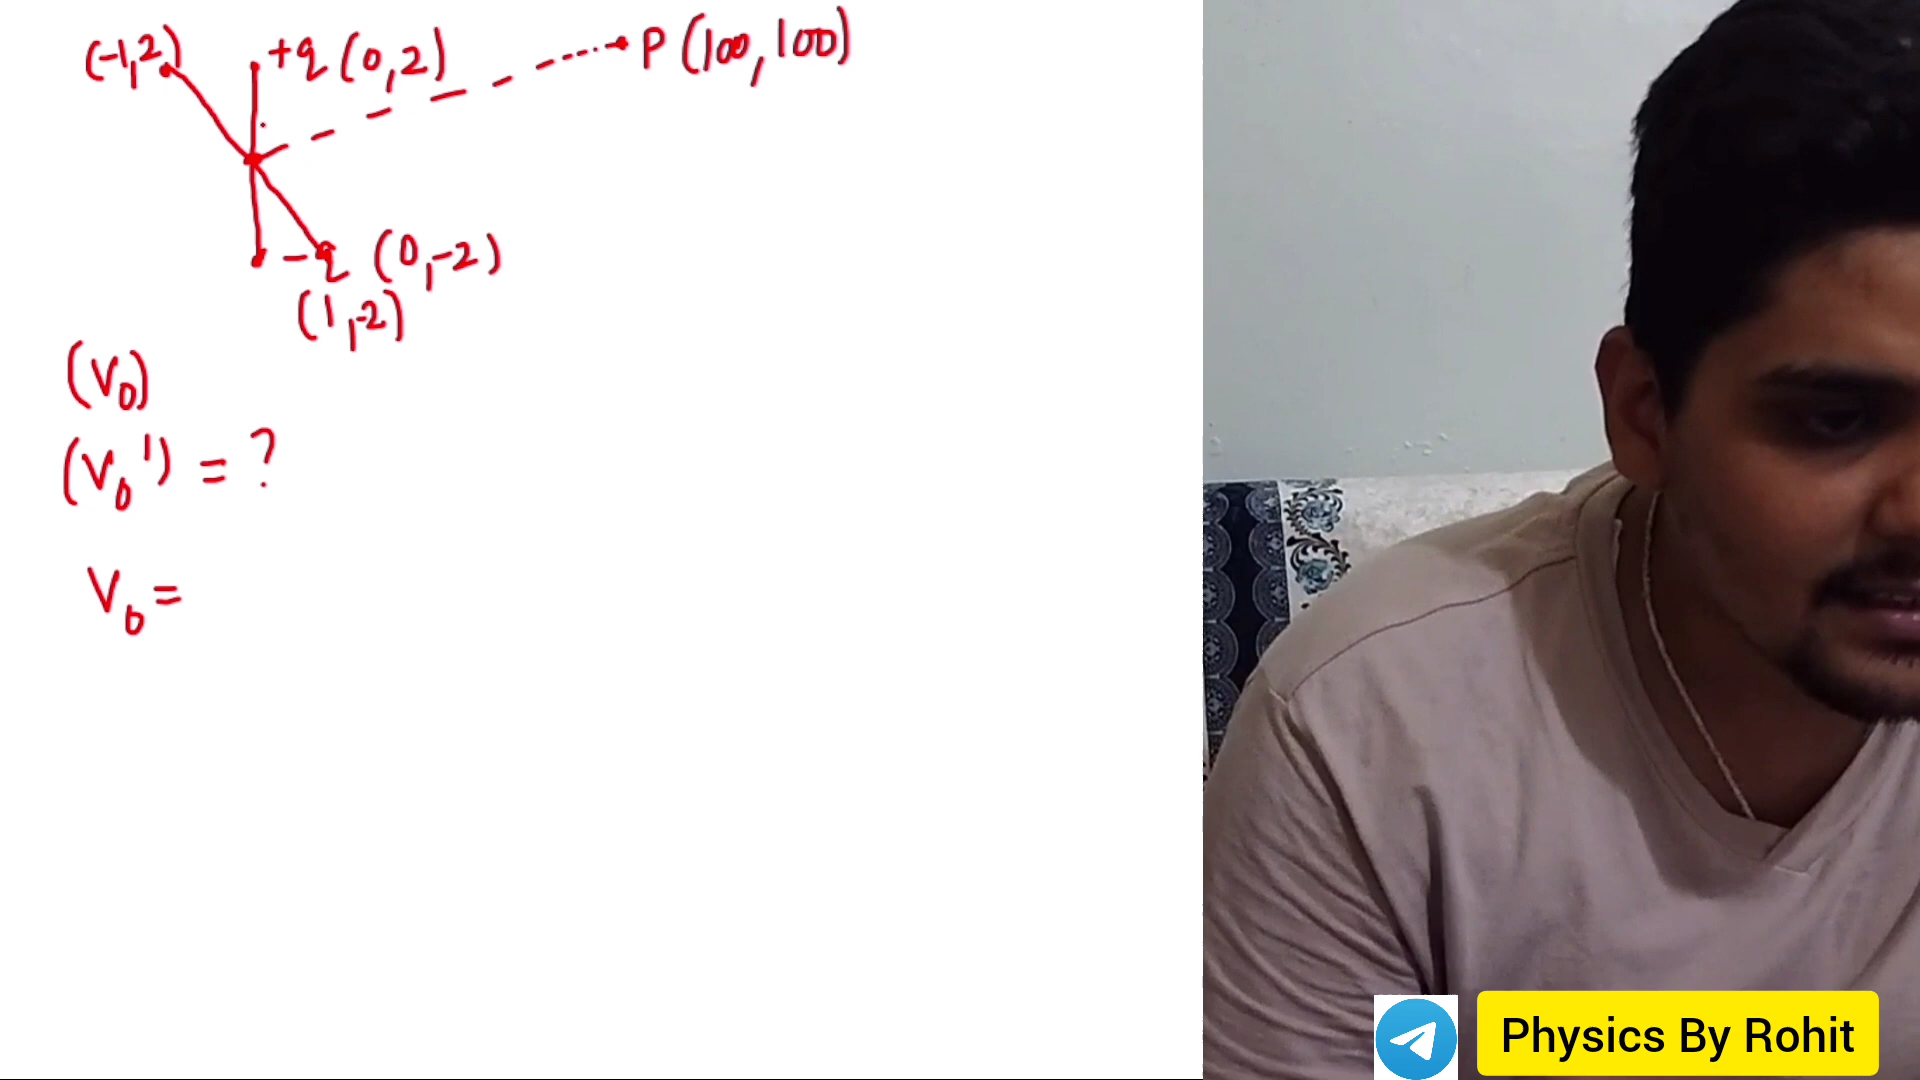 (-1,2) +q (0,2) P (100,100)
-q (0,-2)
(1,-2)
(V₀)
(V₀') = ?
V₀ =
Physics By Rohit